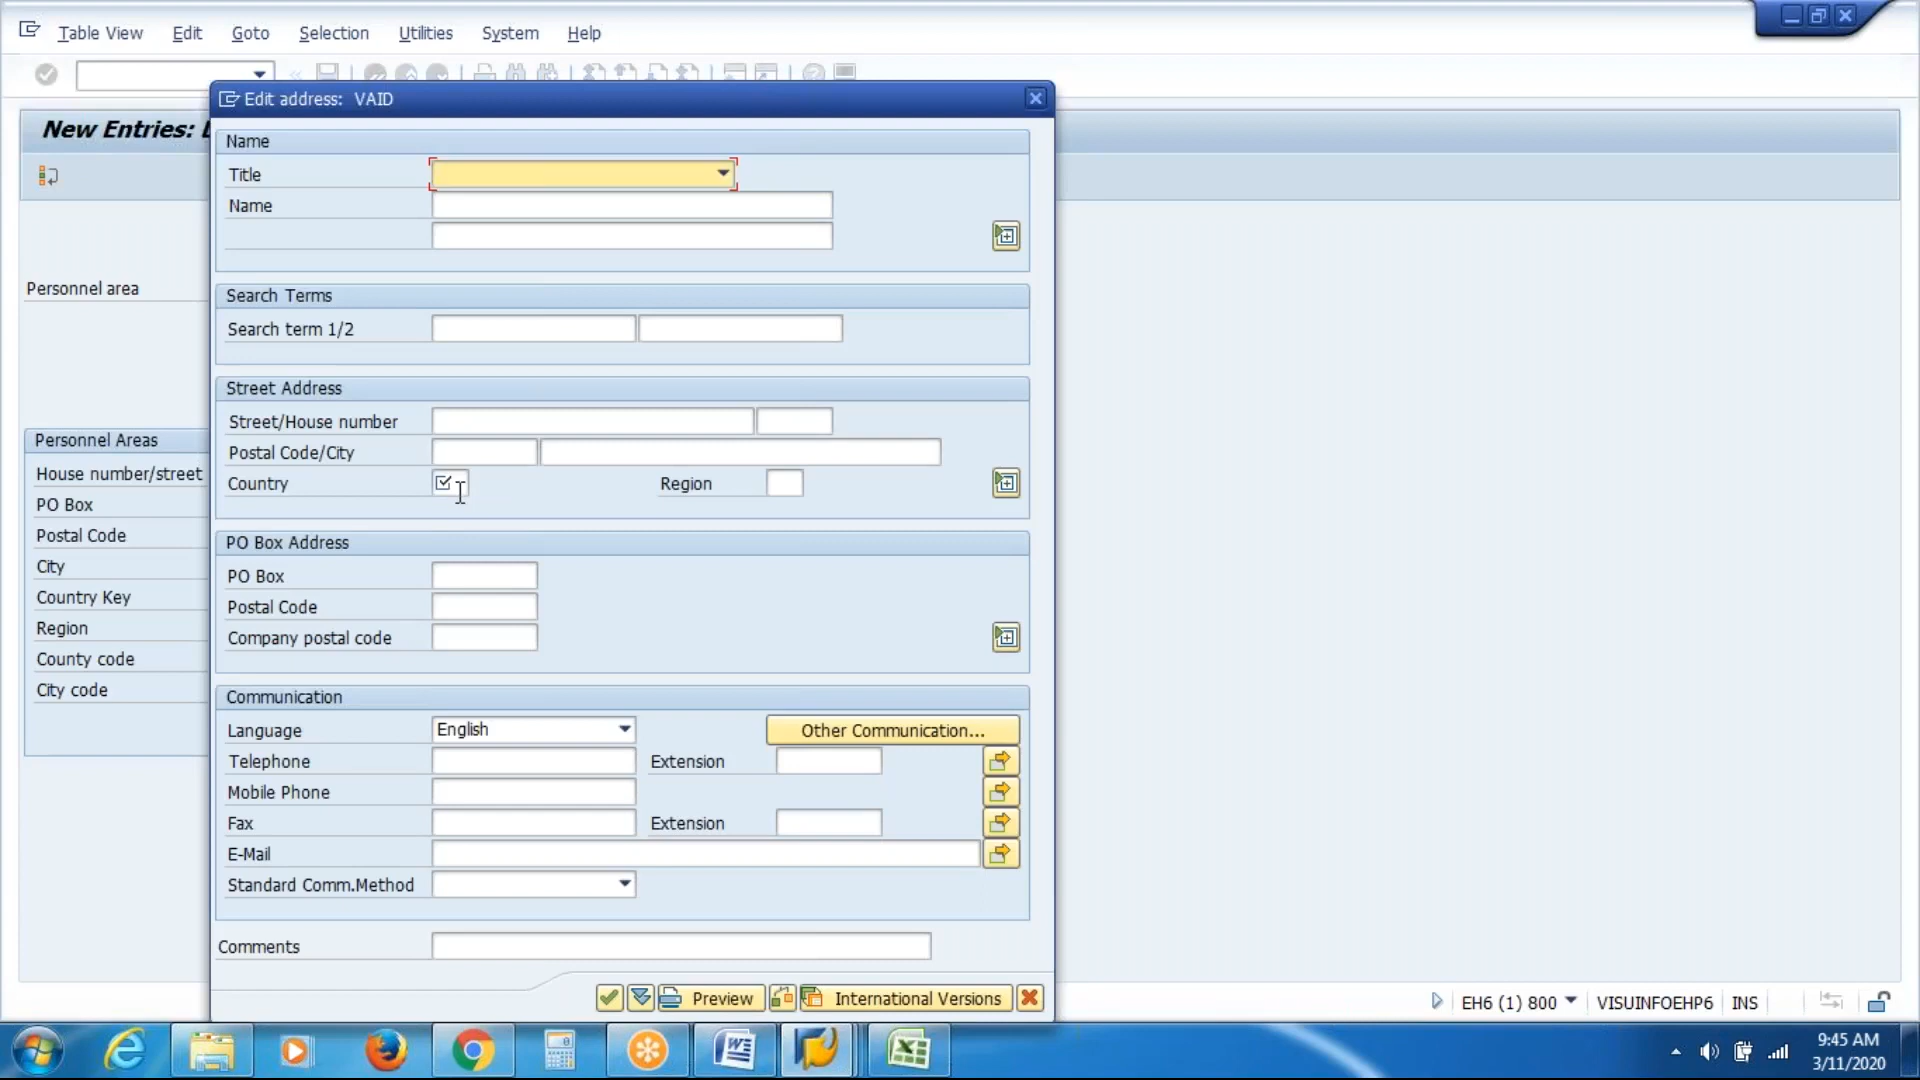 Table View Edit Goto Selection Utilities System Help
Edit address: VAID
New Entries:
Name
Title
Name
Personnel area
Search Terms
Search term 1/2
Street Address
Street/House number
Postal Code/City
Country Region
Personnel Areas
House number/street
PO Box
Postal Code
City
Country Key
Region
County code
City code
PO Box Address
PO Box
Postal Code
Company postal code
Communication
Language English Other Communication...
Telephone Extension
Mobile Phone
Fax Extension
E-Mail
Standard Comm.Method
Comments
Preview International Versions
EH6 (1) 800 VISUINFOEHP6 INS
9:45 AM
3/11/2020